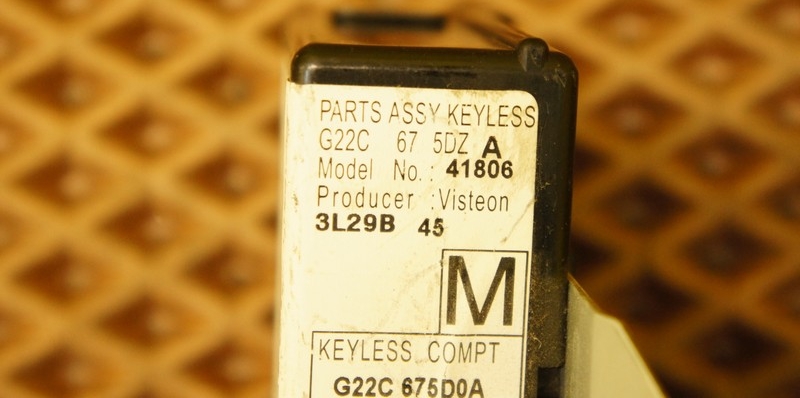 PARTS ASSY KEYLESS
G22C 67 5DZ A
Model No.: 41806
Producer :Visteon
3L29B 45
M
KEYLESS COMPT
G22C 675D0A